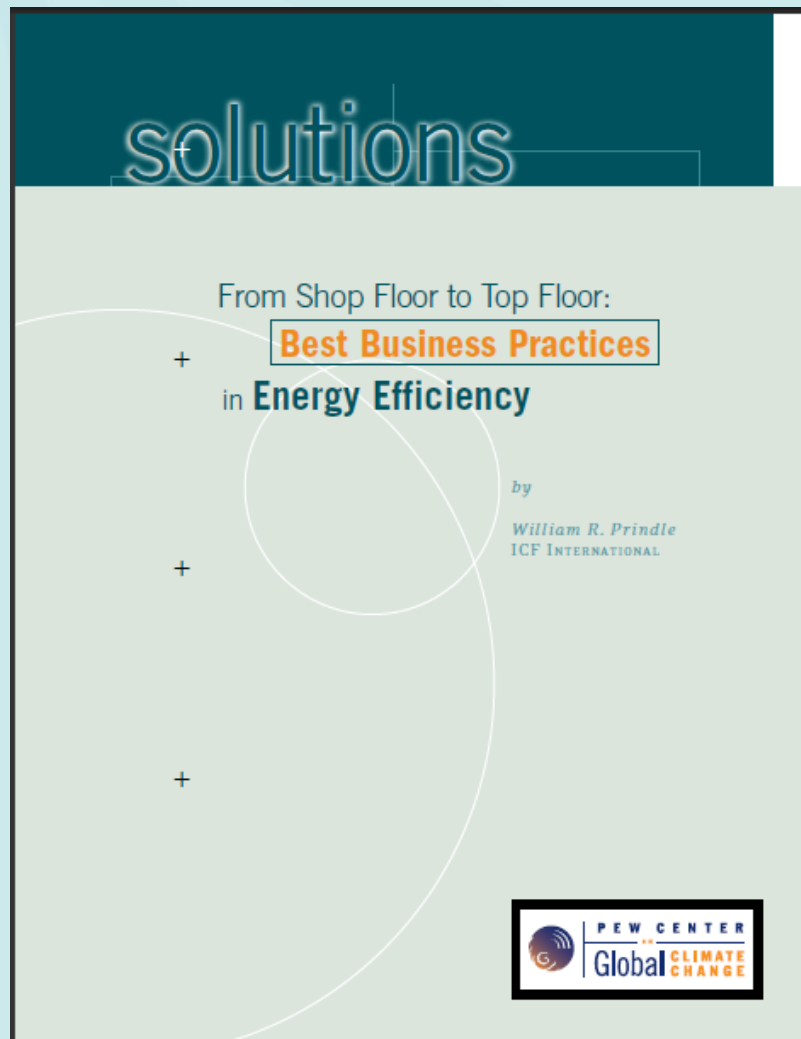 solutions
From Shop Floor to Top Floor:
Best Business Practices
in Energy Efficiency
by
William R. Prindle
ICF INTERNATIONAL
PEW CENTER
ON
Global CLIMATE
CHANGE